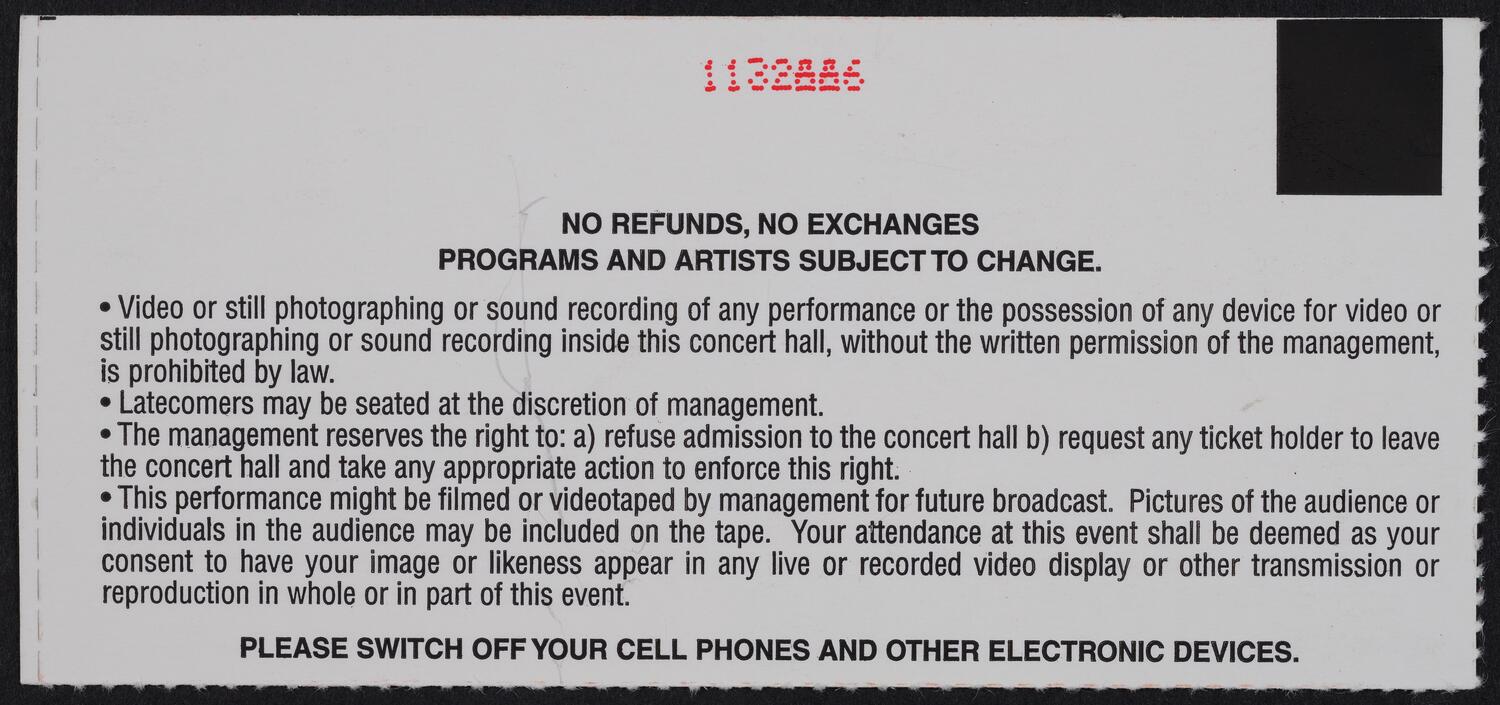 1132886
NO REFUNDS, NO EXCHANGES
PROGRAMS AND ARTISTS SUBJECT TO CHANGE.
• Video or still photographing or sound recording of any performance or the possession of any device for video or
still photographing or sound recording inside this concert hall, without the written permission of the management,
is prohibited by law.
• Latecomers may be seated at the discretion of management.
• The management reserves the right to: a) refuse admission to the concert hall b) request any ticket holder to leave
the concert hall and take any appropriate action to enforce this right.
• This performance might be filmed or videotaped by management for future broadcast. Pictures of the audience or
individuals in the audience may be included on the tape. Your attendance at this event shall be deemed as your
consent to have your image or likeness appear in any live or recorded video display or other transmission or
reproduction in whole or in part of this event.
PLEASE SWITCH OFF YOUR CELL PHONES AND OTHER ELECTRONIC DEVICES.